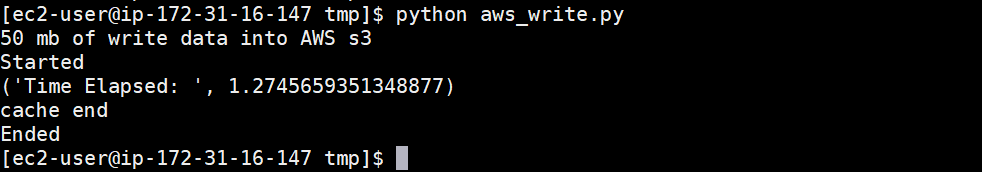 [ec2-user@ip-172-31-16-147 tmp]$ python aws_write.py
50 mb of write data into AWS s3
Started
('Time Elapsed: ', 1.2745659351348877)
cache end
Ended
[ec2-user@ip-172-31-16-147 tmp]$